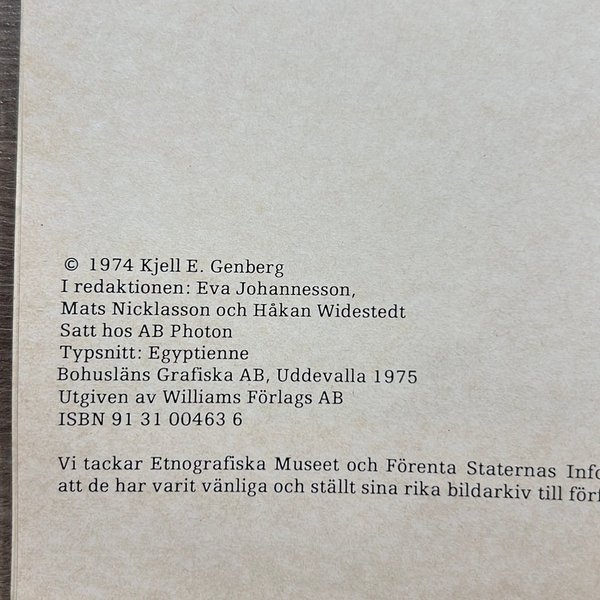 © 1974 Kjell E. Genberg
I redaktionen: Eva Johannesson,
Mats Nicklasson och Håkan Widestedt
Satt hos AB Photon
Typsnitt: Egyptienne
Bohusläns Grafiska AB, Uddevalla 1975
Utgiven av Williams Förlags AB
ISBN 91 31 00463 6
Vi tackar Etnografiska Museet och Förenta Staternas
att de har varit vänliga och ställt sina rika bildarkiv till